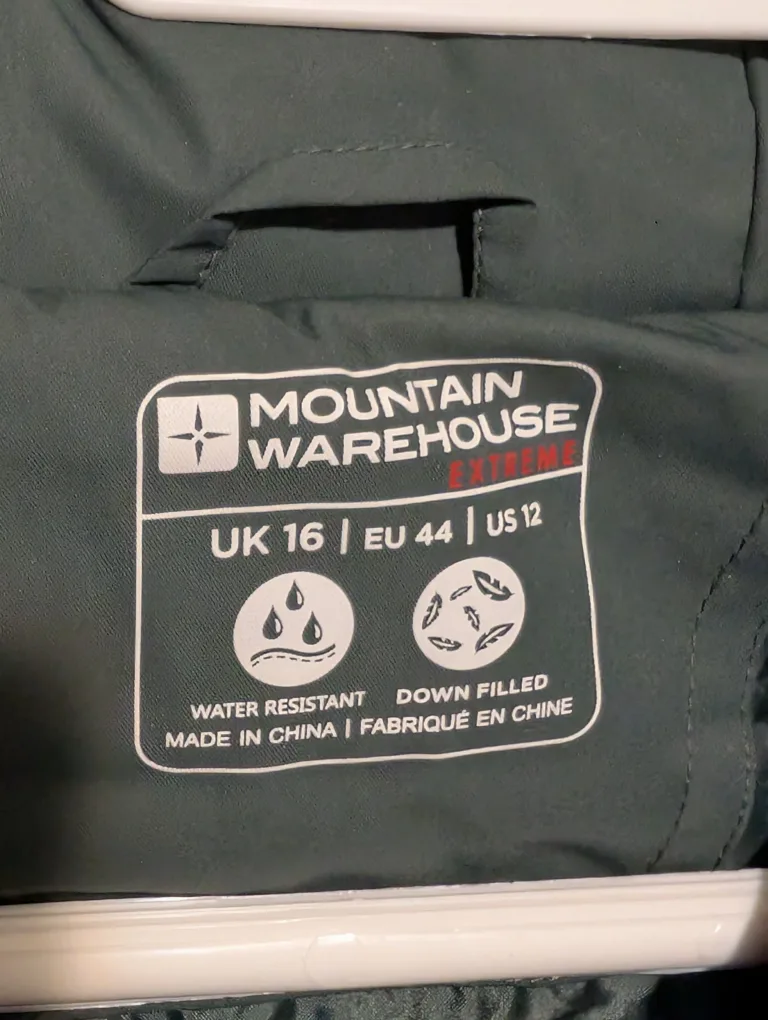 MOUNTAIN
WAREHOUSE
EXTREME
UK 16 | EU 44 | US 12
WATER RESISTANT
DOWN FILLED
MADE IN CHINA | FABRIQUÉ EN CHINE